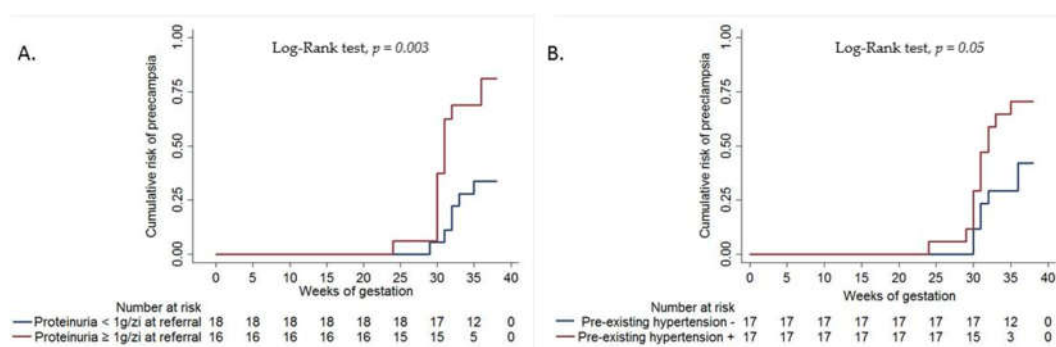 A.
Log-Rank test, p = 0.003
Cumulative risk of preecampsia
1.00
0.75
0.50
0.25
0.00
0 5 10 15 20 25 30 35 40
Weeks of gestation
Number at risk
Proteinuria < 1g/zi at referral 18 18 18 18 18 18 17 12 0
Proteinuria ≥ 1g/zi at referral 16 16 16 16 16 15 15 5 0
B.
Log-Rank test, p = 0.05
Cumulative risk of preeclampsia
1.00
0.75
0.50
0.25
0.00
0 5 10 15 20 25 30 35 40
Weeks of gestation
Number at risk
Pre-existing hypertension - 17 17 17 17 17 17 17 12 0
Pre-existing hypertension + 17 17 17 17 17 17 15 3 0